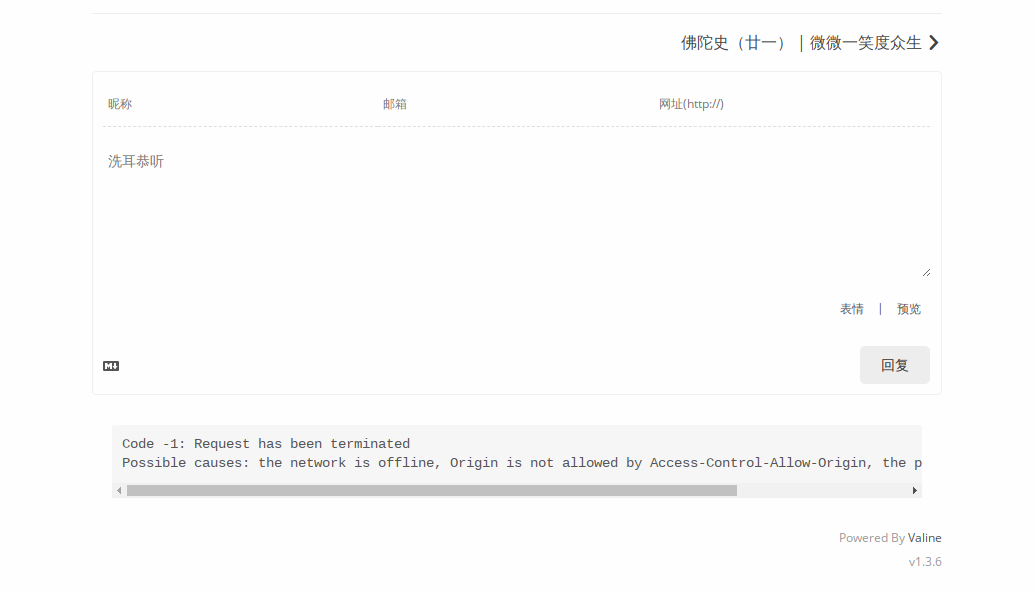 佛陀史（廿一）｜微微一笑度众生
昵称 邮箱 网址(http://)
洗耳恭听
表情 | 预览
M↓ 回复
Code -1: Request has been terminated
Possible causes: the network is offline, Origin is not allowed by Access-Control-Allow-Origin, the p
Powered By Valine
v1.3.6